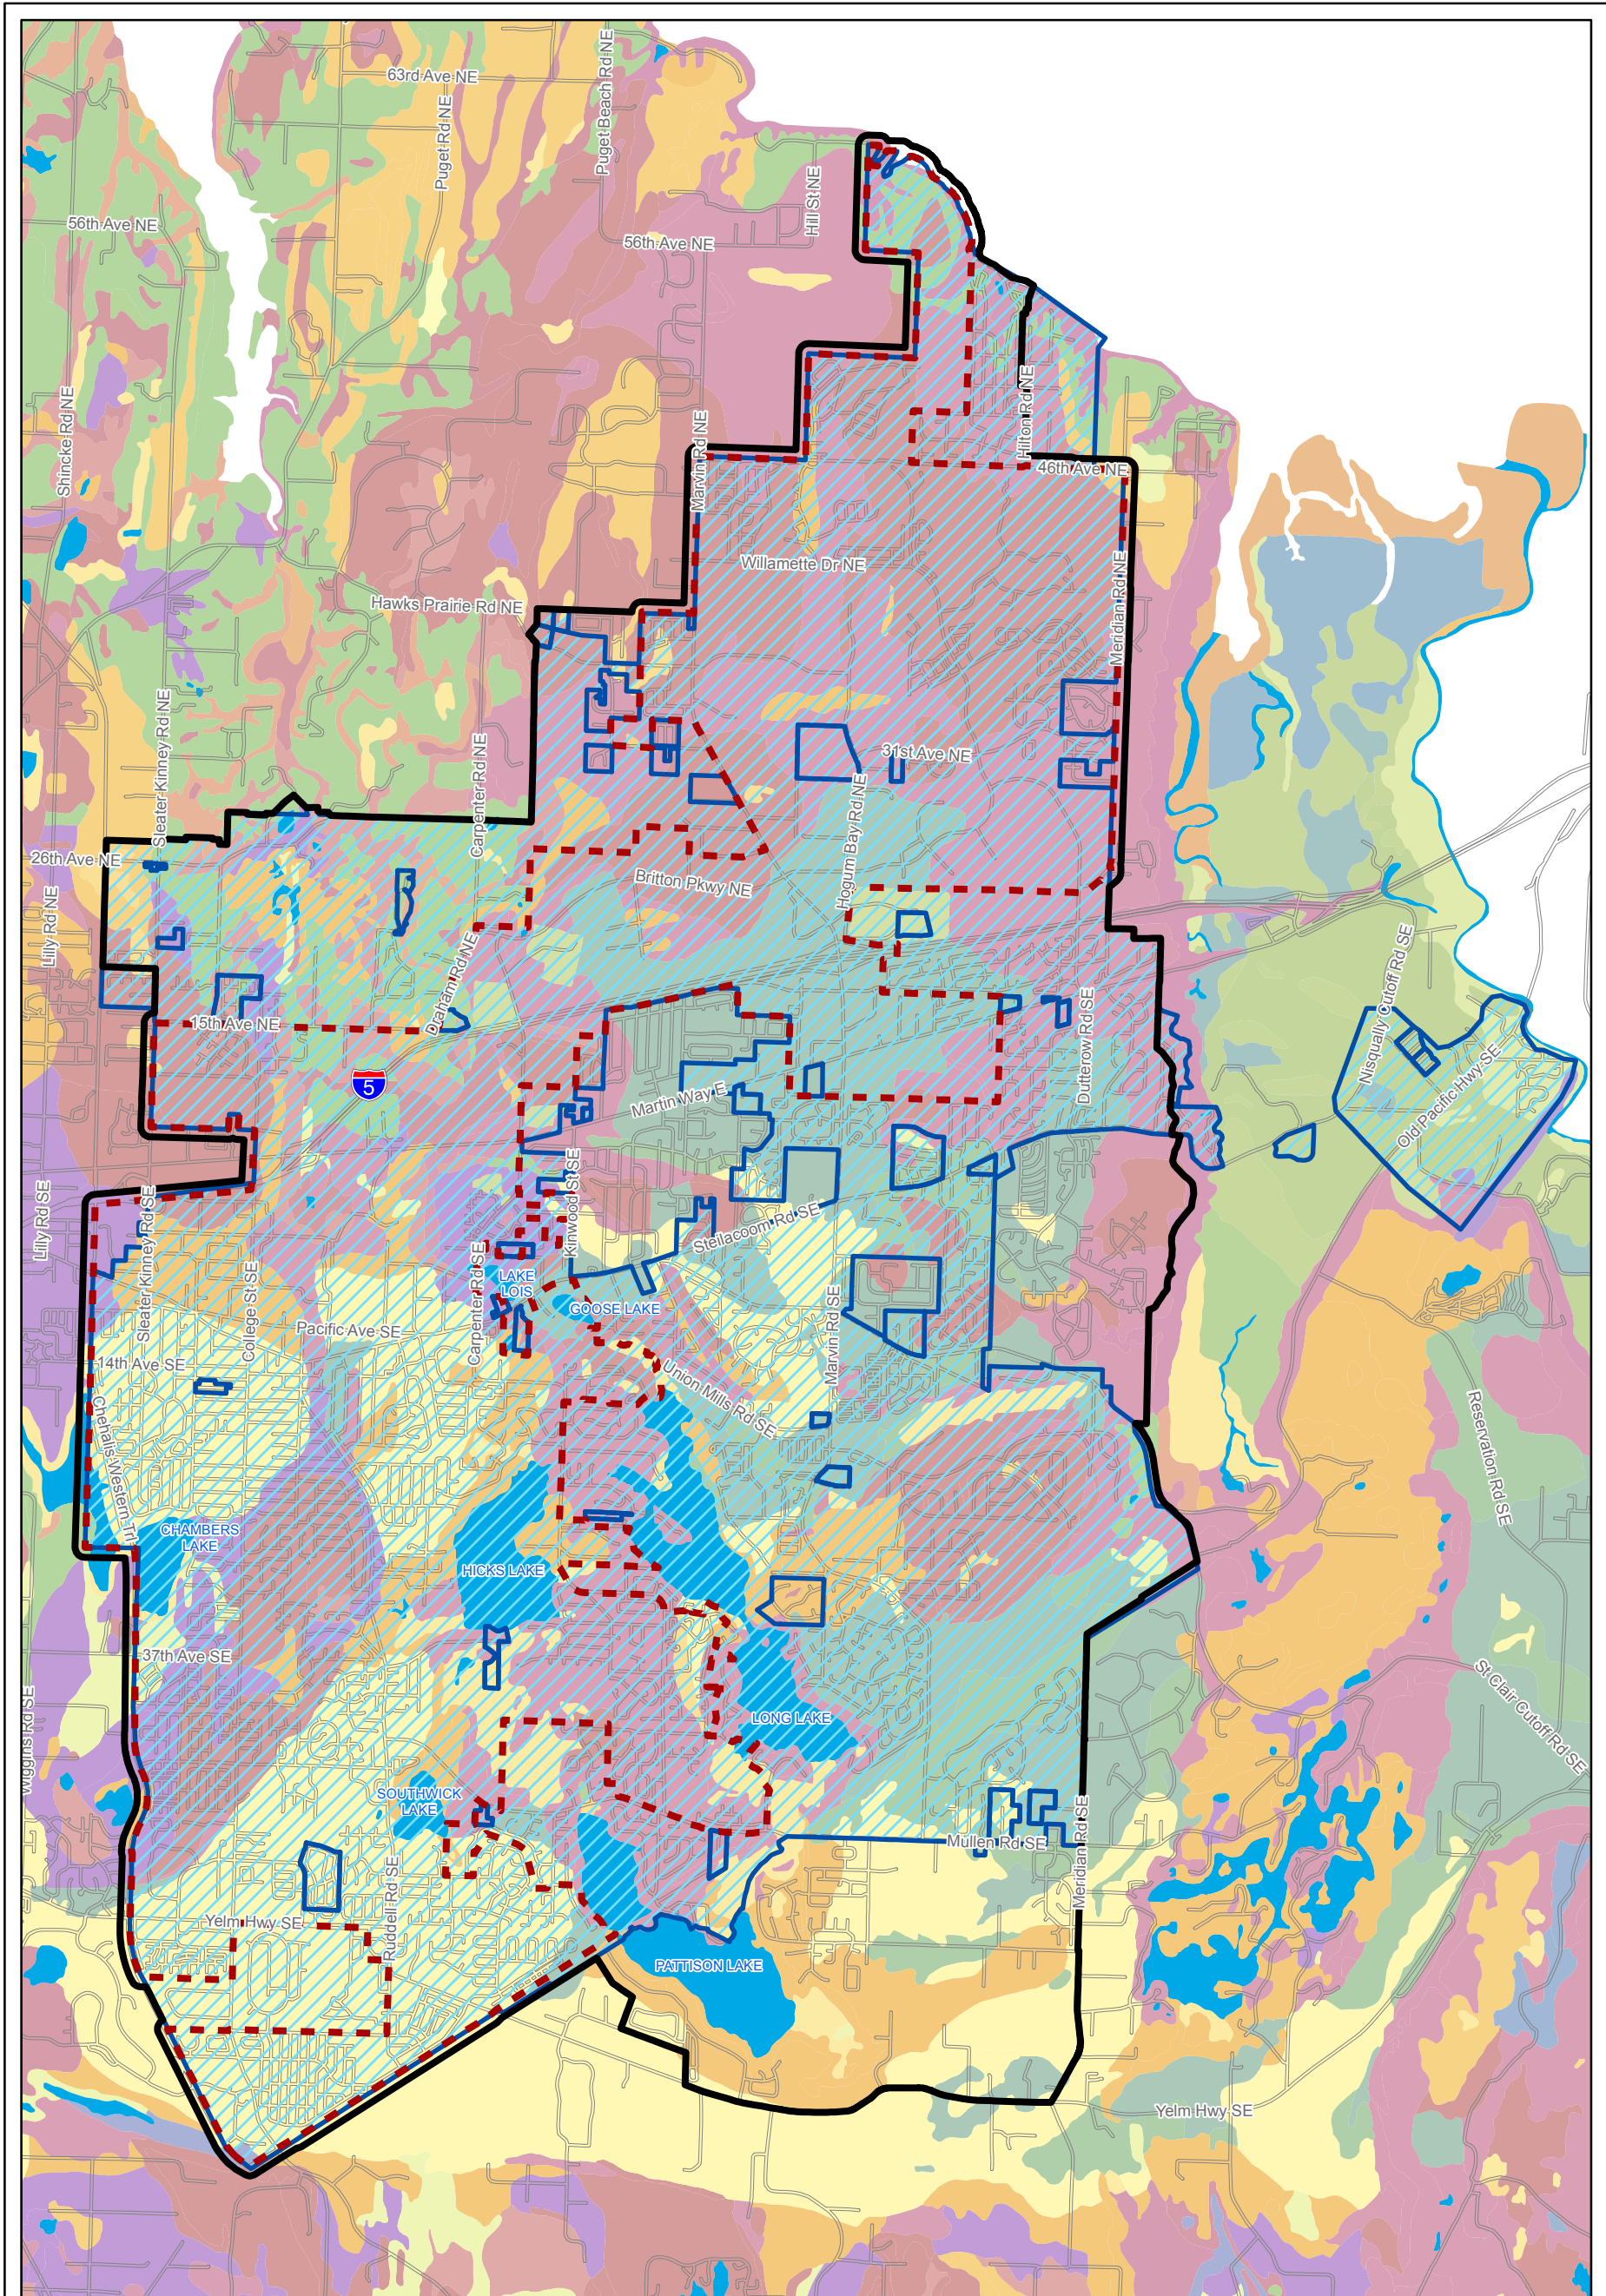 63rd Ave NE
Puget Rd NE
Puget Beach Rd NE
Hill St NE
56th Ave NE
56th Ave NE
Shincke Rd NE
Marvin Rd NE
Hilton Rd NE
46th Ave NE
Willamette Dr NE
Hawks Prairie Rd NE
Meridian Rd NE
Sleater Kinney Rd NE
Carpenter Rd NE
31st Ave NE
Hogum Bay Rd NE
26th Ave NE
Britton Pkwy NE
Lilly Rd NE
Draham Rd NE
15th Ave NE
5
Martin Way E
Dutterow Rd SE
Nisqually Cutoff Rd SE
Old Pacific Hwy SE
Lilly Rd SE
Sleater Kinney Rd SE
College St SE
Carpenter Rd SE
Kinwood St SE
Steilacoom Rd SE
LAKE
LOIS
GOOSE LAKE
Pacific Ave SE
Marvin Rd SE
14th Ave SE
Union Mills Rd SE
Chehalis Western Trl
Reservation Rd SE
CHAMBERS
LAKE
HICKS LAKE
37th Ave SE
Wiggins Rd SE
LONG LAKE
St Clair Cutoff Rd SE
SOUTHWICK
LAKE
Mullen Rd SE
Meridian Rd SE
Ruddell Rd SE
Yelm Hwy SE
PATTISON LAKE
Yelm Hwy SE